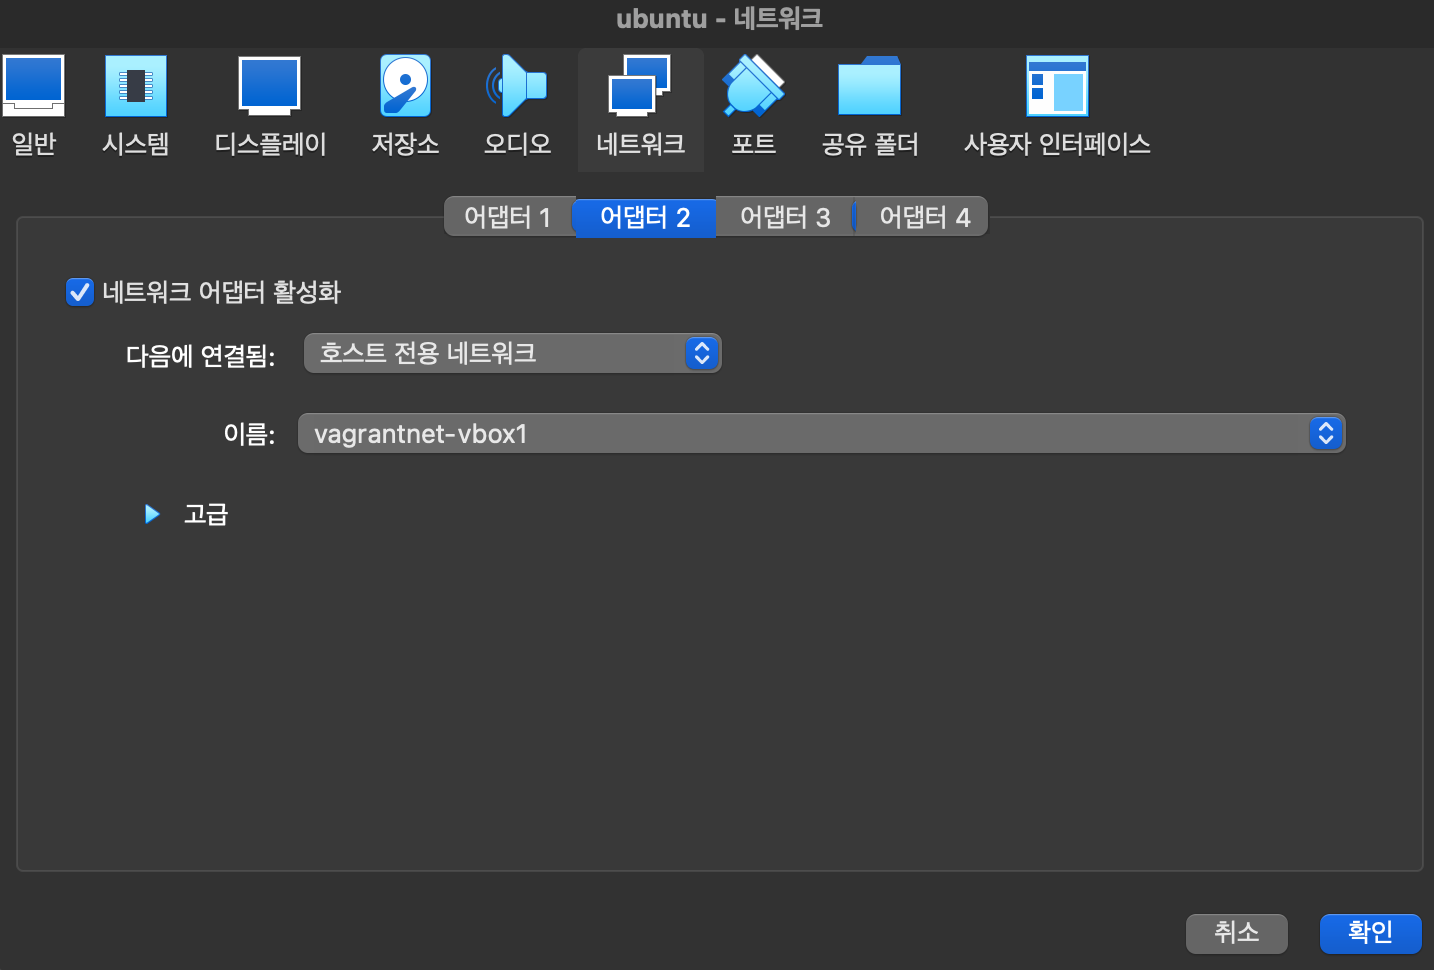 ubuntu - 네트워크
일반 시스템 디스플레이 저장소 오디오 네트워크 포트 공유 폴더 사용자 인터페이스
어댑터 1 어댑터 2 어댑터 3 어댑터 4
네트워크 어댑터 활성화
다음에 연결됨: 호스트 전용 네트워크
이름: vagrantnet-vbox1
고급
취소 확인